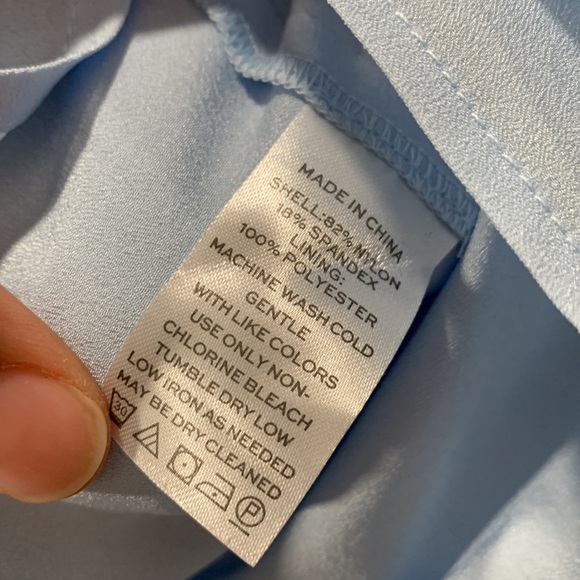 MADE IN CHINA
SHELL:82% NYLON
18% SPANDEX
LINING:
100% POLYESTER
MACHINE WASH COLD
GENTLE
WITH LIKE COLORS
USE ONLY NON-
CHLORINE BLEACH
TUMBLE DRY LOW
LOW IRON AS NEEDED
MAY BE DRY CLEANED
30 P